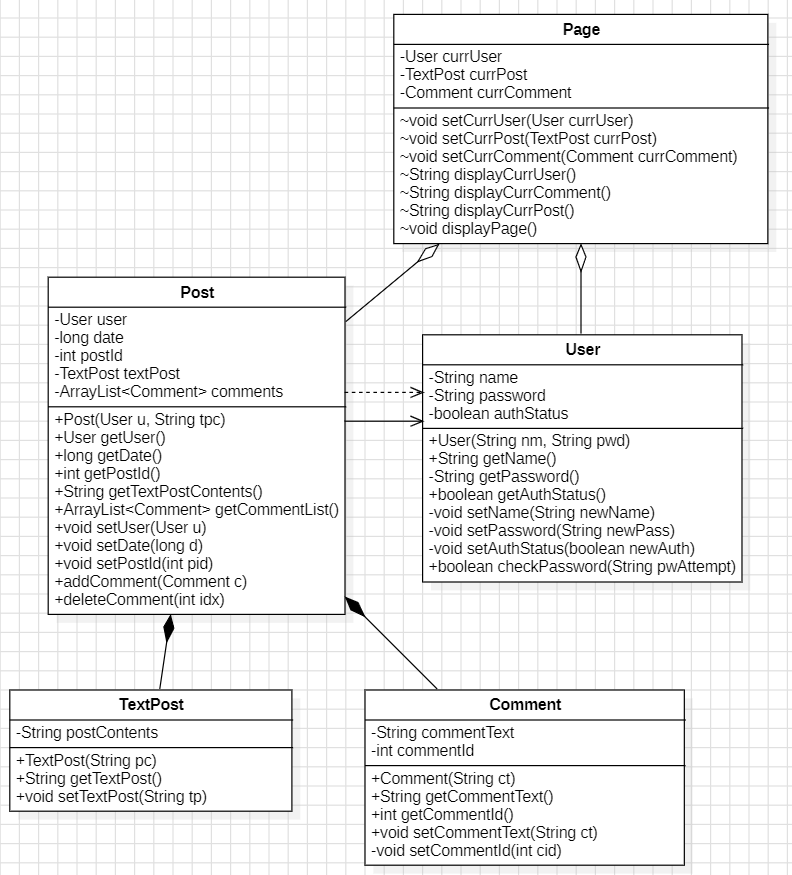 Page
-User currUser
-TextPost currPost
-Comment currComment
~void setCurrUser(User currUser)
~void setCurrPost(TextPost currPost)
~void setCurrComment(Comment currComment)
~String displayCurrUser()
~String displayCurrComment()
~String displayCurrPost()
~void displayPage()
Post
-User user
-long date
-int postId
-TextPost textPost
-ArrayList<Comment> comments
+Post(User u, String tpc)
+User getUser()
+long getDate()
+int getPostId()
+String getTextPostContents()
+ArrayList<Comment> getCommentList()
+void setUser(User u)
+void setDate(long d)
+void setPostId(int pid)
+addComment(Comment c)
+deleteComment(int idx)
User
-String name
-String password
-boolean authStatus
+User(String nm, String pwd)
+String getName()
-String getPassword()
+boolean getAuthStatus()
-void setName(String newName)
-void setPassword(String newPass)
-void setAuthStatus(boolean newAuth)
+boolean checkPassword(String pwAttempt)
TextPost
-String postContents
+TextPost(String pc)
+String getTextPost()
+void setTextPost(String tp)
Comment
-String commentText
-int commentId
+Comment(String ct)
+String getCommentText()
+int getCommentId()
+void setCommentText(String ct)
-void setCommentId(int cid)